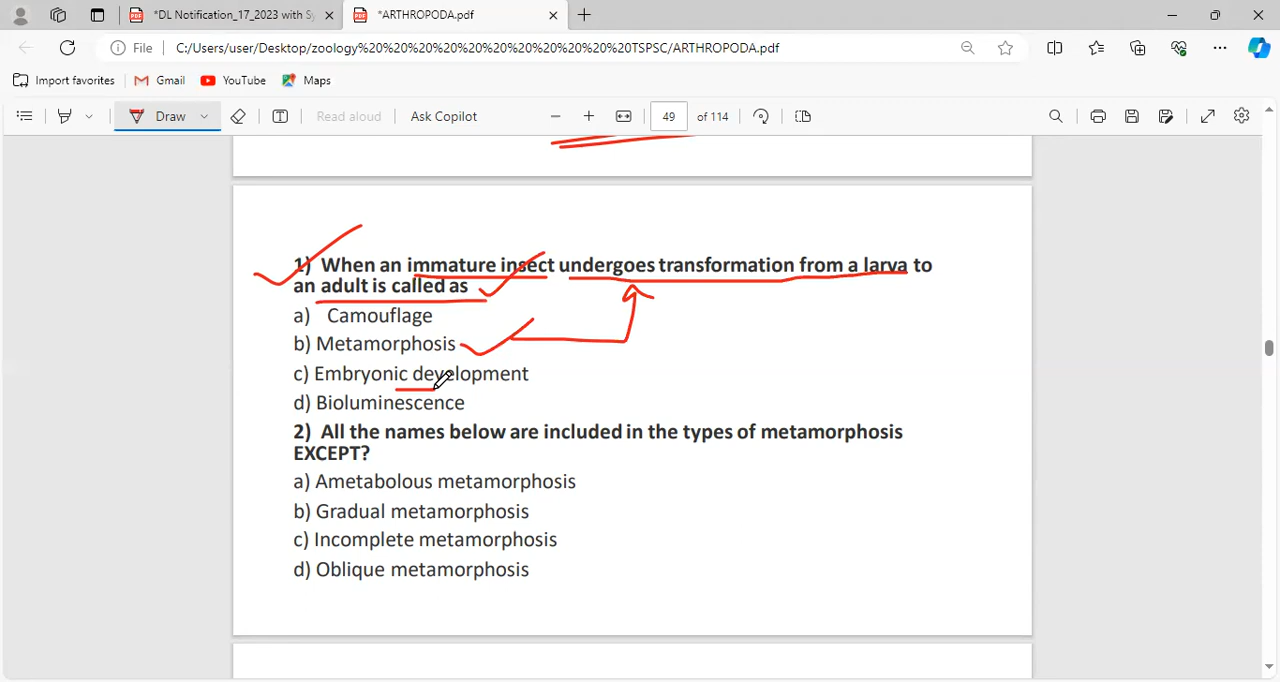 *DL Notification_17_2023 with Sy
*ARTHROPODA.pdf
File
C:/Users/user/Desktop/zoology%20%20%20%20%20%20%20%20%20%20%20TSPSC/ARTHROPODA.pdf
Import favorites
Gmail
YouTube
Maps
Draw
Read aloud
Ask Copilot
49
of 114
1) When an immature insect undergoes transformation from a larva to
an adult is called as
a) Camouflage
b) Metamorphosis
c) Embryonic development
d) Bioluminescence
2) All the names below are included in the types of metamorphosis
EXCEPT?
a) Ametabolous metamorphosis
b) Gradual metamorphosis
c) Incomplete metamorphosis
d) Oblique metamorphosis